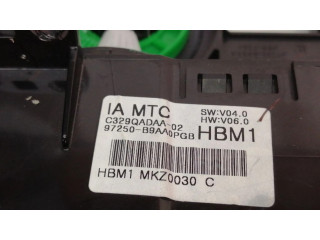 IA MTC
SW:V04.0
C329QADAA-02
HW:V06.0
97250-B9AA0PGB
HBM1
HBM1 MKZ0030 C